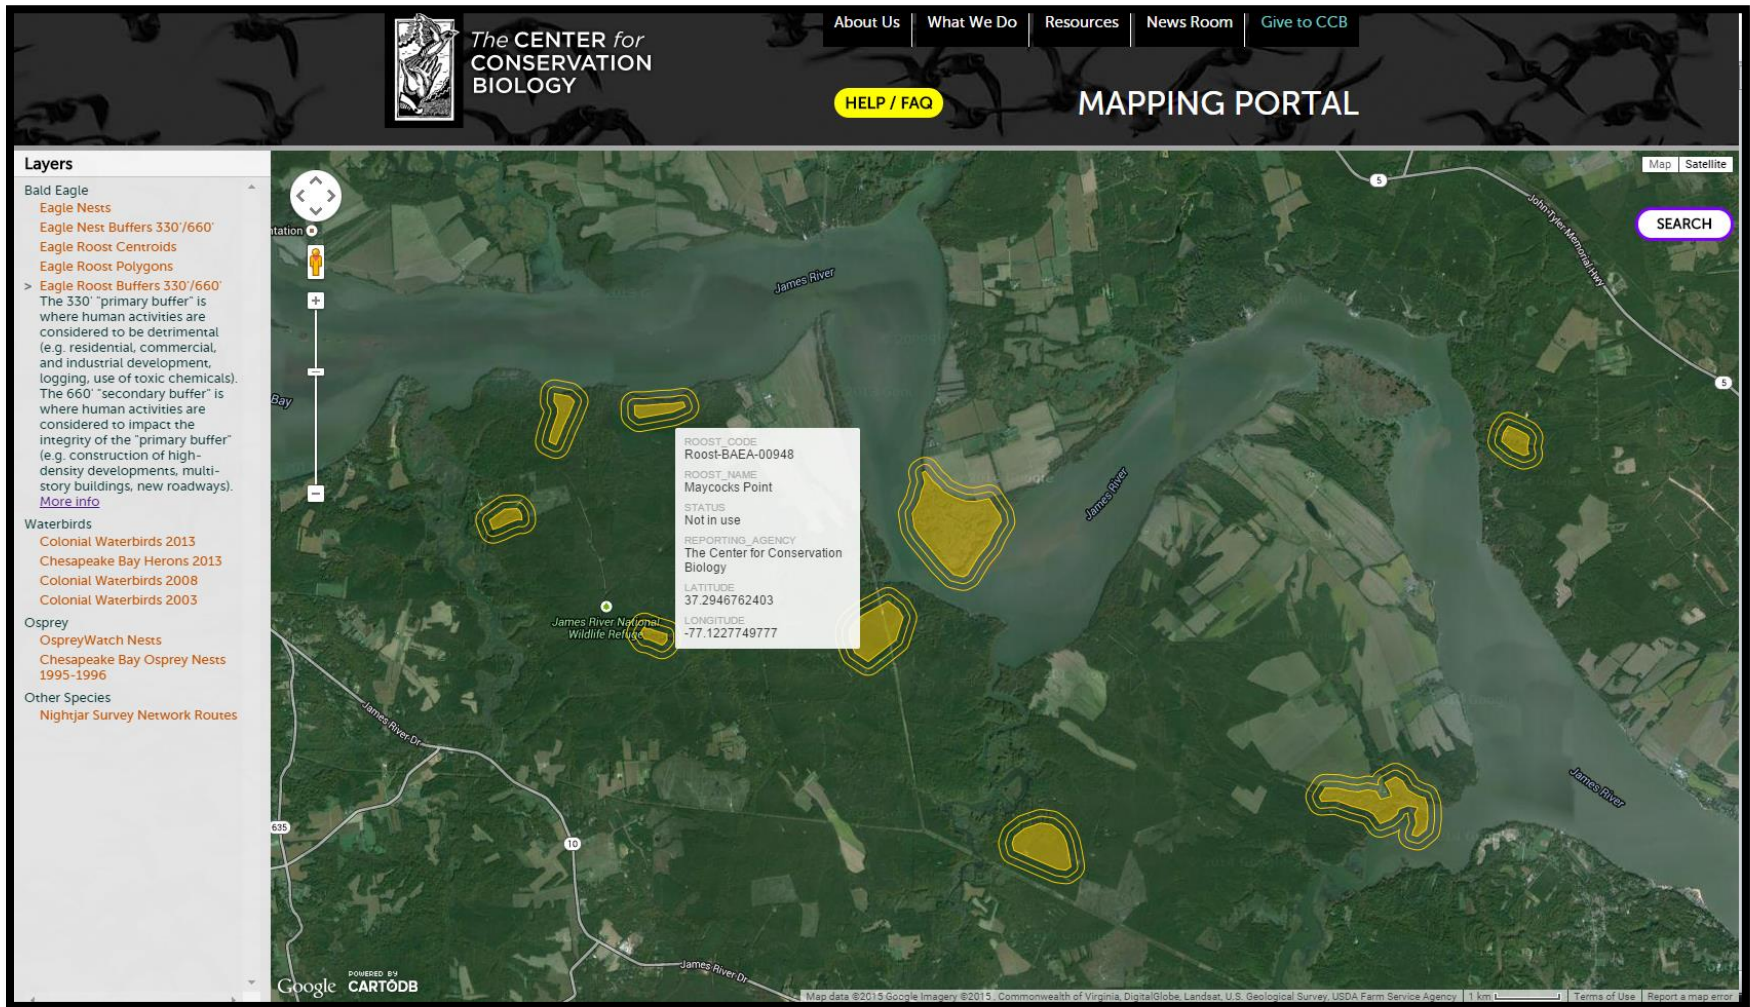 The CENTER for
CONSERVATION
BIOLOGY
About Us
What We Do
Resources
News Room
Give to CCB
HELP / FAQ
MAPPING PORTAL
Layers
Bald Eagle
Eagle Nests
Eagle Nest Buffers 330'/660'
Eagle Roost Centroids
Eagle Roost Polygons
> Eagle Roost Buffers 330'/660'
The 330' "primary buffer" is
where human activities are
considered to be detrimental
(e.g. residential, commercial,
and industrial development,
logging, use of toxic chemicals).
The 660' "secondary buffer" is
where human activities are
considered to impact the
integrity of the "primary buffer"
(e.g. construction of high-
density developments, multi-
story buildings, new roadways).
More info
Waterbirds
Colonial Waterbirds 2013
Chesapeake Bay Herons 2013
Colonial Waterbirds 2008
Colonial Waterbirds 2003
Osprey
OspreyWatch Nests
Chesapeake Bay Osprey Nests
1995-1996
Other Species
Nightjar Survey Network Routes
Map
Satellite
SEARCH
ntation
5
John Tyler Memorial Hwy
James River
5
Bay
ROOST_CODE
Roost-BAEA-00948
ROOST_NAME
Maycocks Point
STATUS
Not in use
REPORTING_AGENCY
The Center for Conservation
Biology
LATITUDE
37.2946762403
LONGITUDE
-77.1227749777
James River
James River National
Wildlife Refuge
James River Dr
James River
635
10
James River Dr
Google
POWERED BY
CARTODB
Map data ©2015 Google Imagery ©2015 , Commonwealth of Virginia, DigitalGlobe, Landsat, U.S. Geological Survey, USDA Farm Service Agency
1 km
Terms of Use
Report a map error